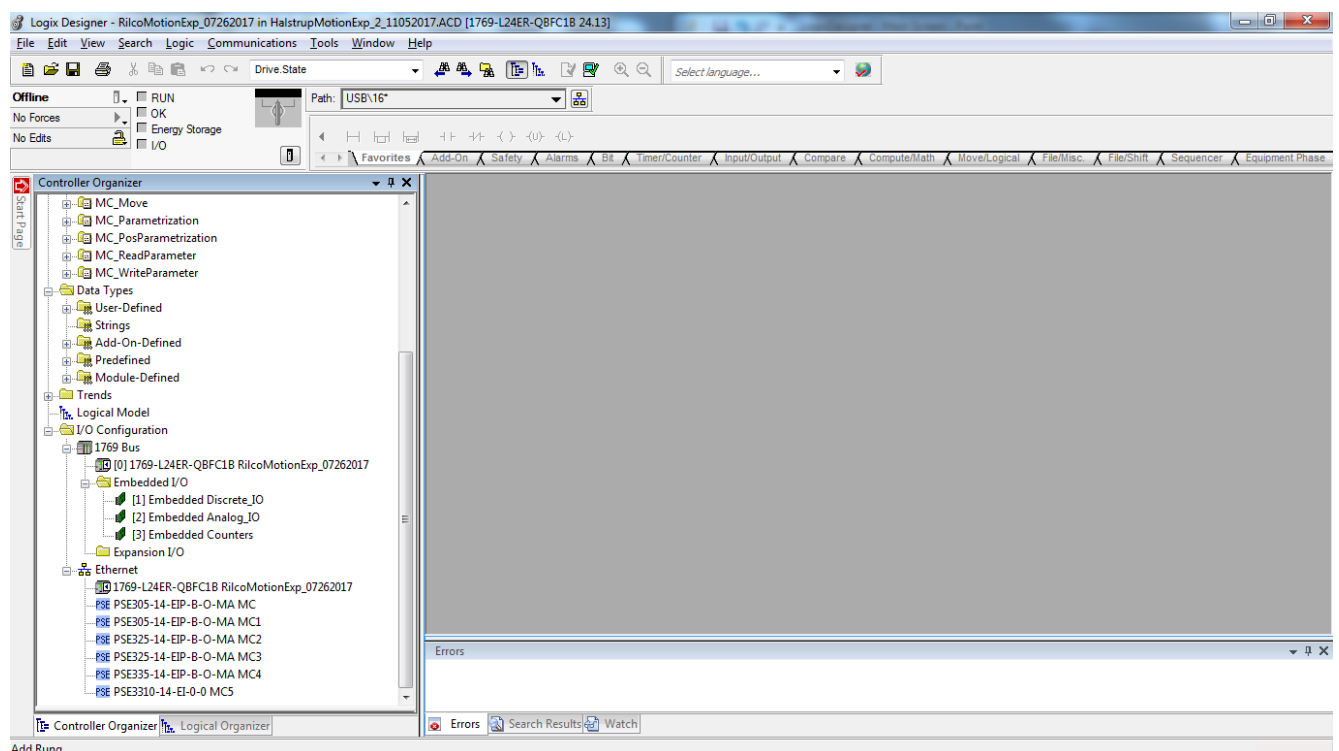 Logix Designer - RilcoMotionExp_07262017 in HalstrupMotionExp_2_11052017.ACD [1769-L24ER-QBFC1B 24.13]
File Edit View Search Logic Communications Tools Window Help
Drive.State
Select language...
Offline
RUN
Path: USB\16*
No Forces
OK
Energy Storage
No Edits
I/O
Favorites Add-On Safety Alarms Bit Timer/Counter Input/Output Compare Compute/Math Move/Logical File/Misc. File/Shift Sequencer Equipment Phase
Start Page
Controller Organizer
MC_Move
MC_Parametrization
MC_PosParametrization
MC_ReadParameter
MC_WriteParameter
Data Types
User-Defined
Strings
Add-On-Defined
Predefined
Module-Defined
Trends
Logical Model
I/O Configuration
1769 Bus
[0] 1769-L24ER-QBFC1B RilcoMotionExp_07262017
Embedded I/O
[1] Embedded Discrete_IO
[2] Embedded Analog_IO
[3] Embedded Counters
Expansion I/O
Ethernet
1769-L24ER-QBFC1B RilcoMotionExp_07262017
PSE PSE305-14-EIP-B-O-MA MC
PSE PSE305-14-EIP-B-O-MA MC1
PSE PSE325-14-EIP-B-O-MA MC2
PSE PSE325-14-EIP-B-O-MA MC3
PSE PSE335-14-EIP-B-O-MA MC4
PSE PSE3310-14-EI-0-0 MC5
Controller Organizer Logical Organizer
Errors
Errors Search Results Watch
Add Rung